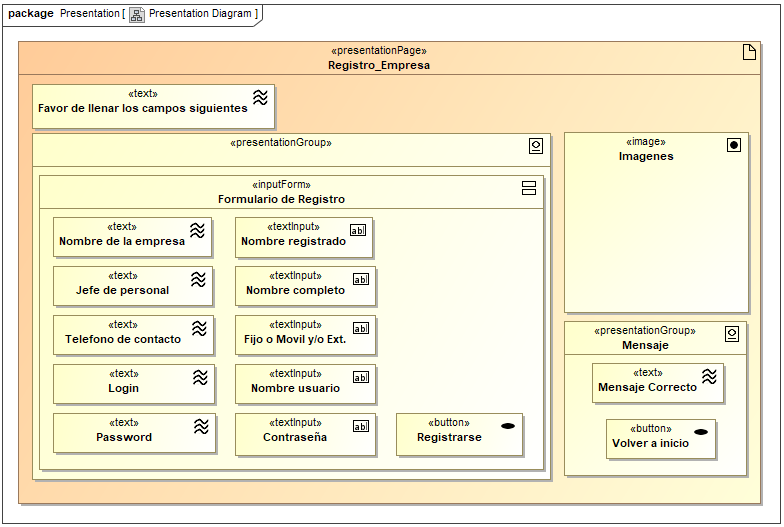 package Presentation [ Presentation Diagram ]
«presentationPage»
Registro_Empresa
«text»
Favor de llenar los campos siguientes
«presentationGroup»
«inputForm»
Formulario de Registro
«text»
Nombre de la empresa
«textInput»
Nombre registrado
abl
«text»
Jefe de personal
«textInput»
Nombre completo
abl
«text»
Telefono de contacto
«textInput»
Fijo o Movil y/o Ext.
abl
«text»
Login
«textInput»
Nombre usuario
abl
«text»
Password
«textInput»
Contraseña
abl
«button»
Registrarse
«image»
Imagenes
«presentationGroup»
Mensaje
«text»
Mensaje Correcto
«button»
Volver a inicio